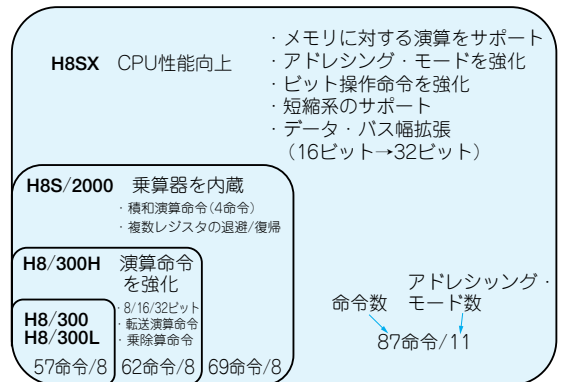 H8SX CPU性能向上
・メモリに対する演算をサポート
・アドレシング・モードを強化
・ビット操作命令を強化
・短縮系のサポート
・データ・バス幅拡張
（16ビット→32ビット）
H8S/2000 乗算器を内蔵
・積和演算命令(4命令)
・複数レジスタの退避/復帰
H8/300H 演算命令
を強化
・8/16/32ビット
・転送演算命令
・乗除算命令
H8/300
H8/300L
57命令/8
62命令/8
69命令/8
命令数
アドレシッング・
モード数
87命令/11